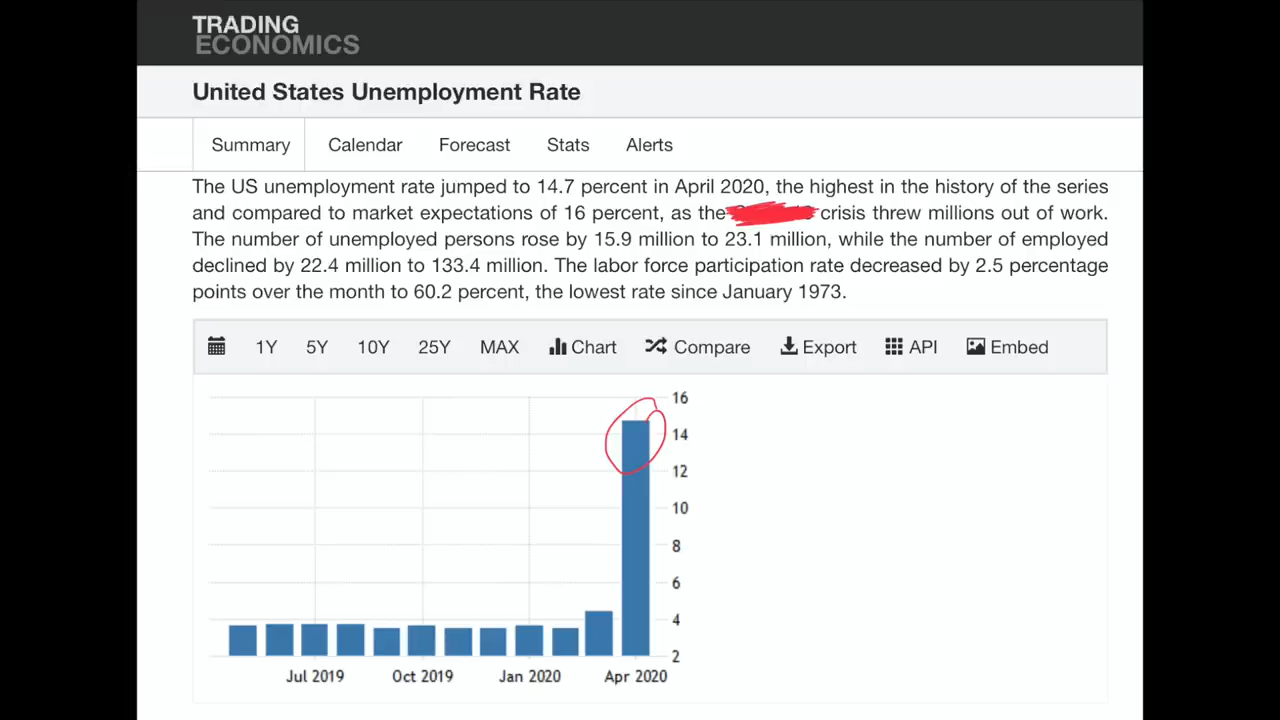 TRADING
ECONOMICS
United States Unemployment Rate
Summary Calendar Forecast Stats Alerts
The US unemployment rate jumped to 14.7 percent in April 2020, the highest in the history of the series
and compared to market expectations of 16 percent, as the crisis threw millions out of work.
The number of unemployed persons rose by 15.9 million to 23.1 million, while the number of employed
declined by 22.4 million to 133.4 million. The labor force participation rate decreased by 2.5 percentage
points over the month to 60.2 percent, the lowest rate since January 1973.
1Y 5Y 10Y 25Y MAX Chart Compare Export API Embed
16
14
12
10
8
6
4
2
Jul 2019 Oct 2019 Jan 2020 Apr 2020